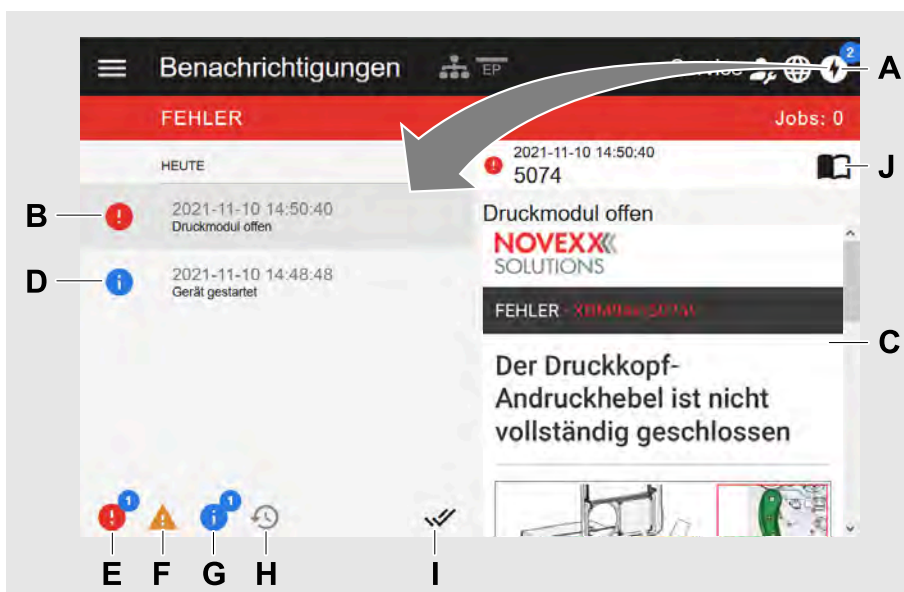 Benachrichtigungen
EP
2
A
FEHLER
Jobs: 0
HEUTE
2021-11-10 14:50:40
5074
J
B
2021-11-10 14:50:40
Druckmodul offen
Druckmodul offen
NOVEXX
SOLUTIONS
D
2021-11-10 14:48:48
Gerät gestartet
FEHLER -
C
Der Druckkopf-
Andruckhebel ist nicht
vollständig geschlossen
1
1
E
F
G
H
I